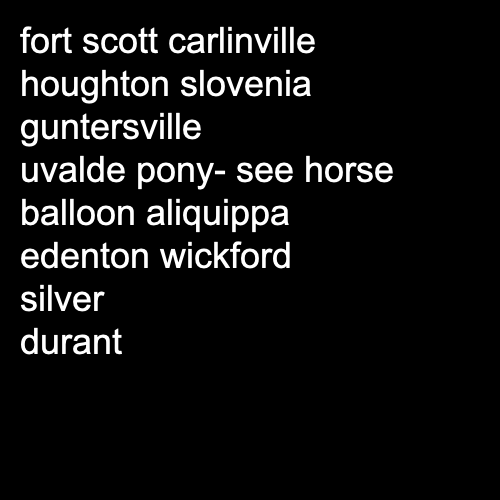 fort scott carlinville
houghton slovenia
guntersville
uvalde pony- see horse
balloon aliquippa
edenton wickford
silver
durant